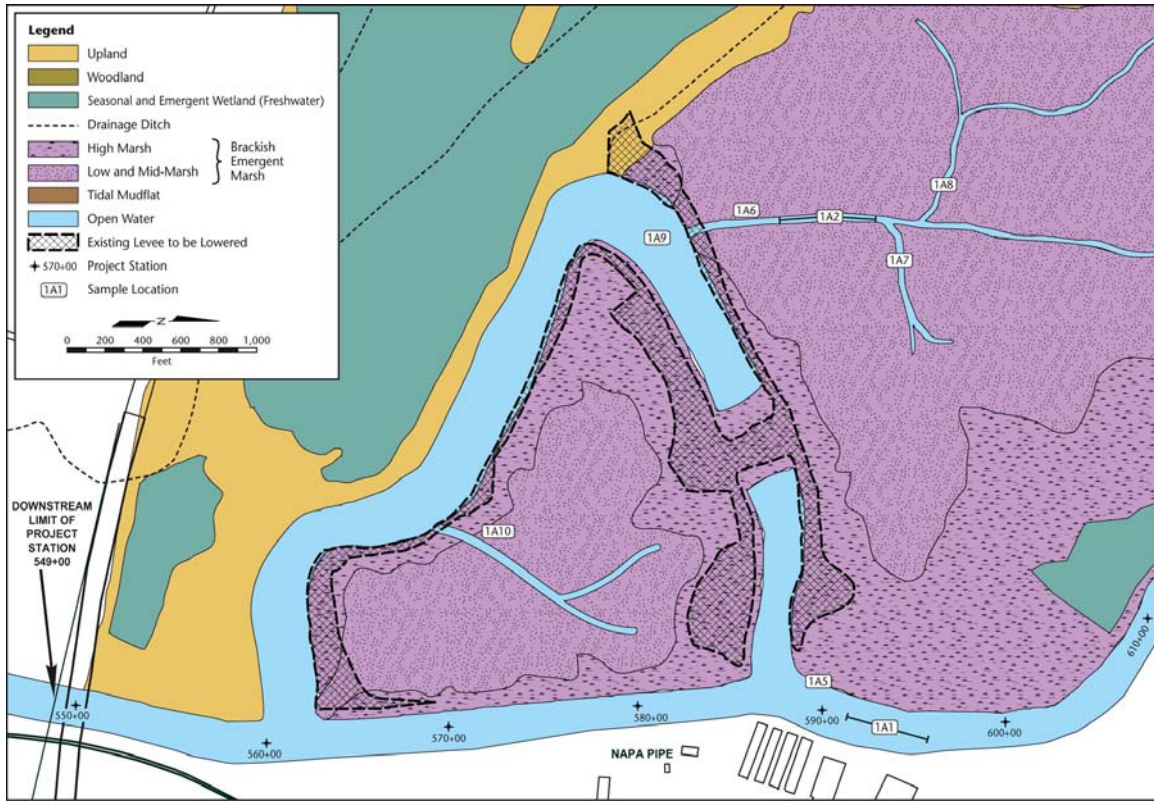 Legend
Upland
Woodland
Seasonal and Emergent Wetland (Freshwater)
Drainage Ditch
High Marsh
Low and Mid-Marsh
Brackish
Emergent
Marsh
Tidal Mudflat
Open Water
Existing Levee to be Lowered
570+00 Project Station
1A1 Sample Location
N
0 200 400 600 800 1,000
Feet
1A8
1A6
1A2
1A9
1A7
DOWNSTREAM
LIMIT OF
PROJECT
STATION
549+00
1A10
610+00
1A5
550+00
580+00
590+00
1A1
600+00
570+00
560+00
NAPA PIPE